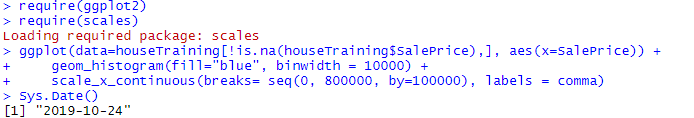 > require(ggplot2)
> require(scales)
Loading required package: scales
> ggplot(data=houseTraining[!is.na(houseTraining$SalePrice),], aes(x=SalePrice)) +
+     geom_histogram(fill="blue", binwidth = 10000) +
+     scale_x_continuous(breaks= seq(0, 800000, by=100000), labels = comma)
> Sys.Date()
[1] "2019-10-24"